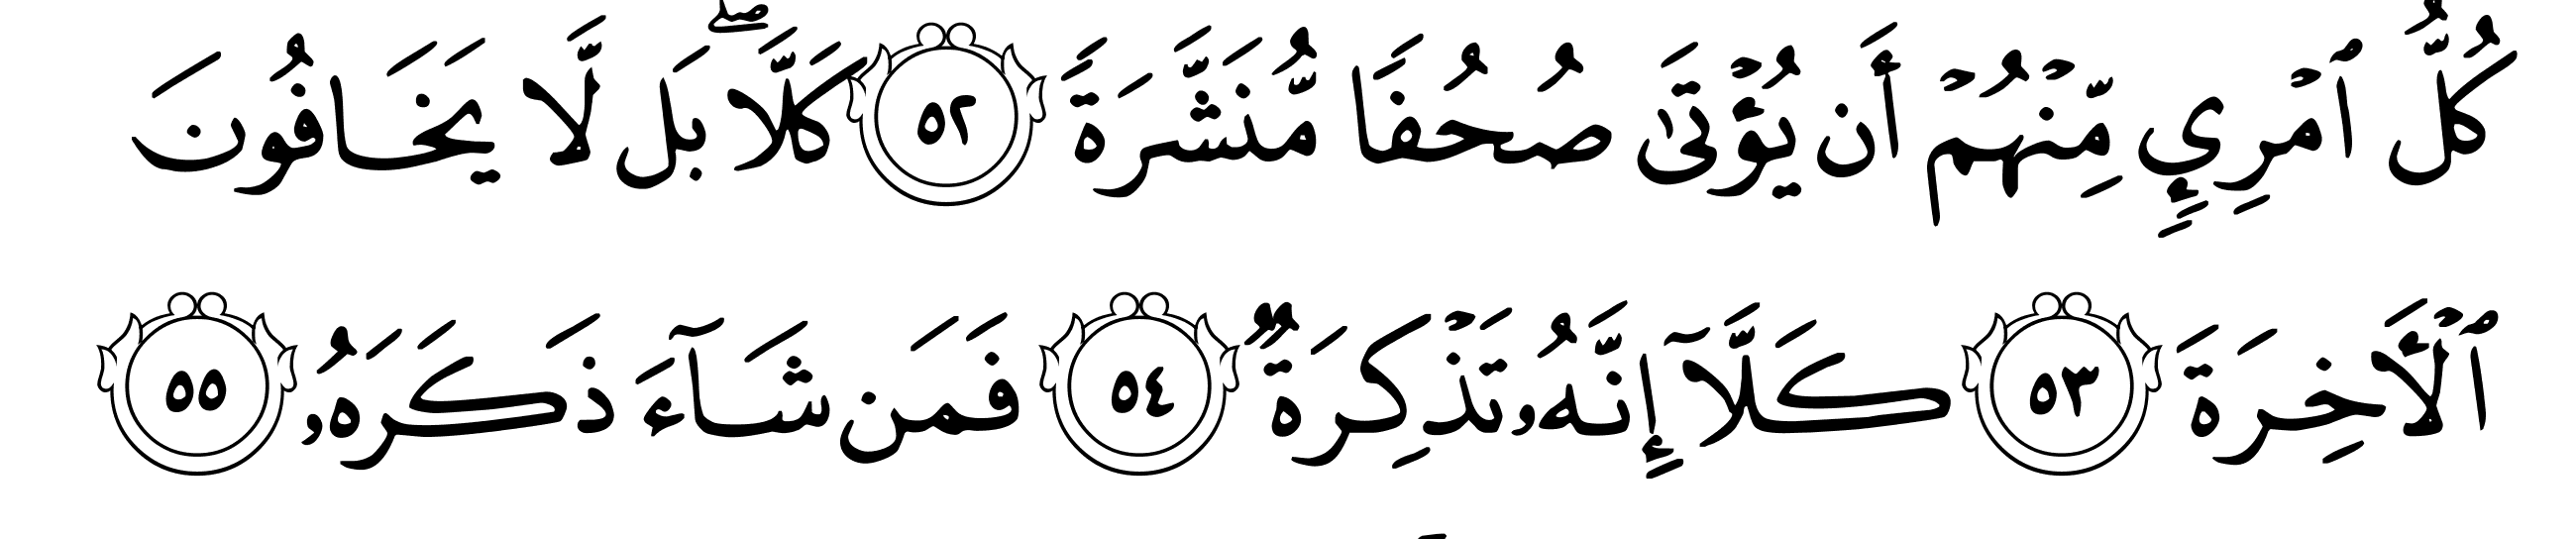 كُلُّ ٱمۡرِيٕٖ مِّنۡهُمۡ أَن يُؤۡتَىٰ صُحُفٗا مُّنَشَّرَةٗ ٥٢ كَلَّاۖ بَل لَّا يَخَافُونَ
ٱلۡأٓخِرَةَ ٥٣ كَلَّآ إِنَّهُۥ تَذۡكِرَةٞ ٥٤ فَمَن شَآءَ ذَكَرَهُۥ ٥٥